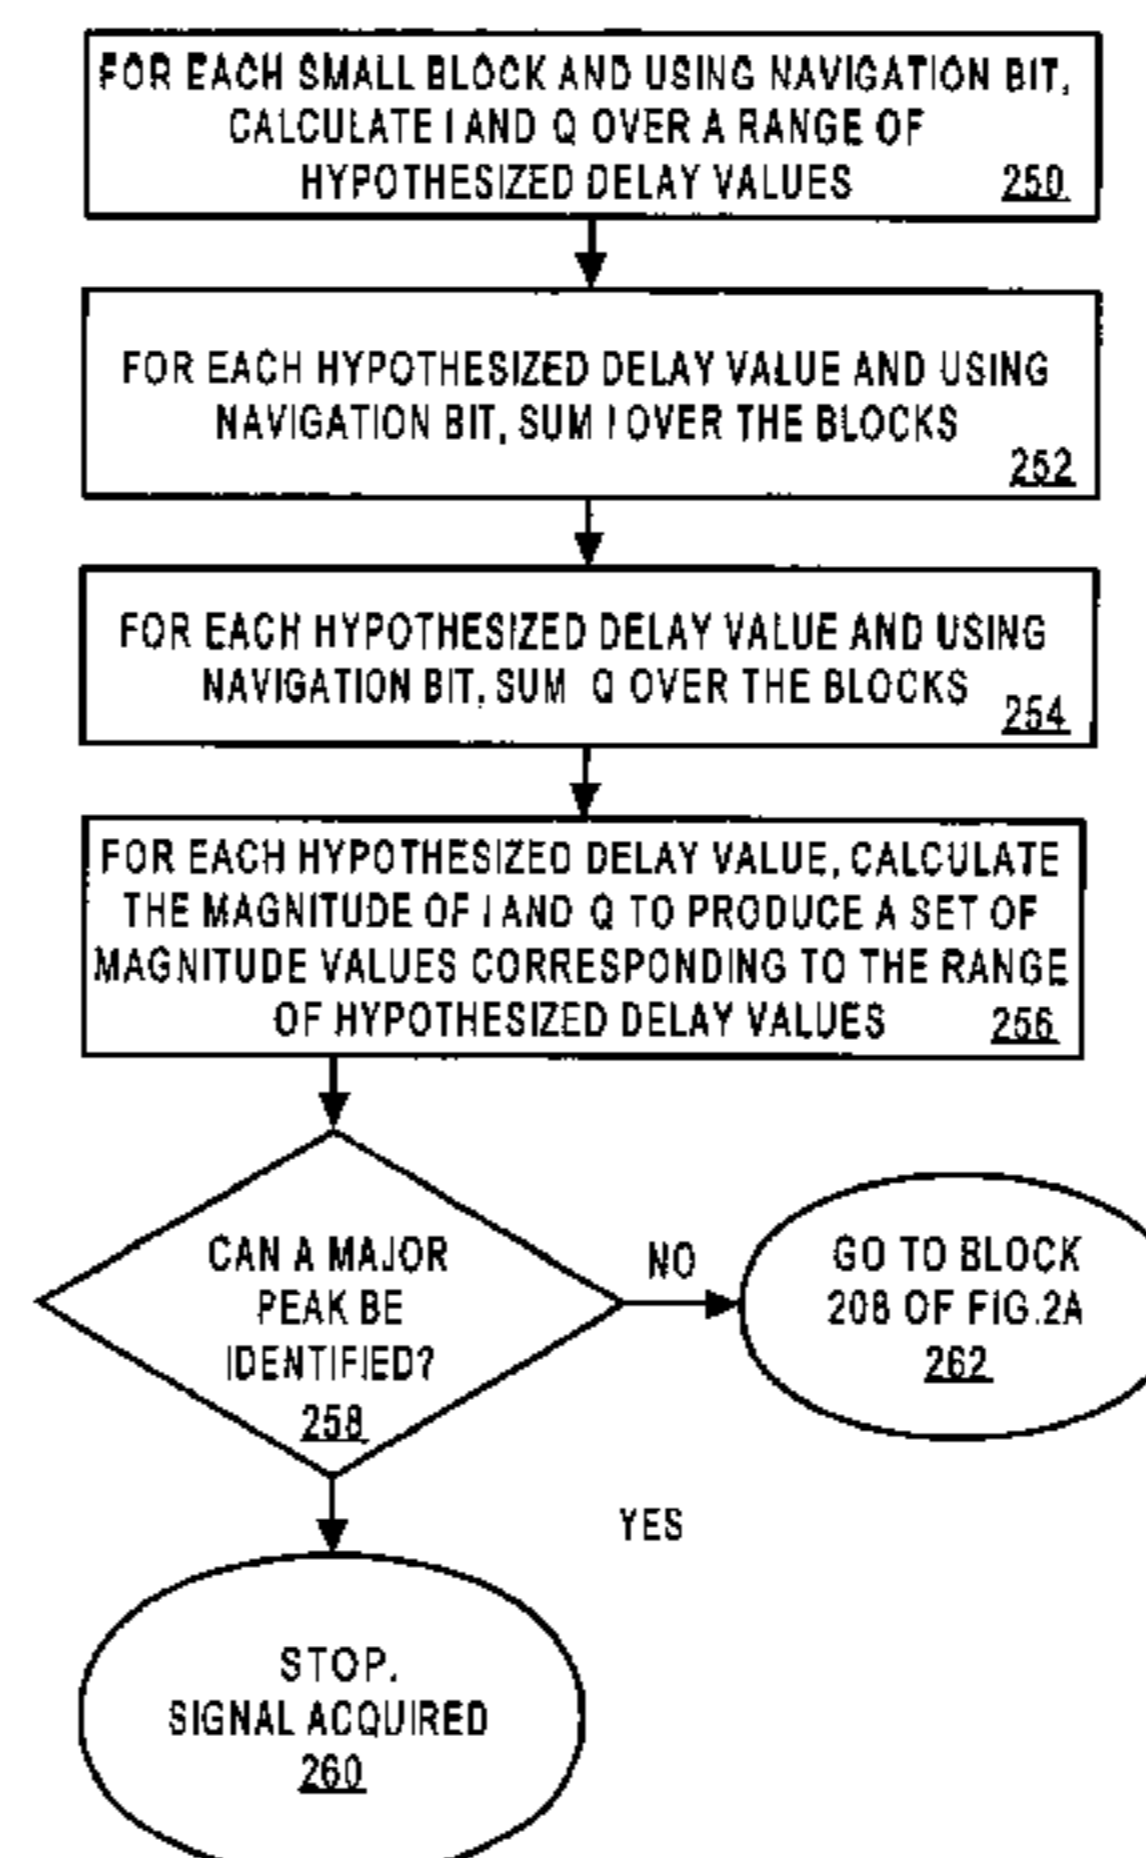 FOR EACH SMALL BLOCK AND USING NAVIGATION BIT,
CALCULATE I AND Q OVER A RANGE OF
HYPOTHESIZED DELAY VALUES
250
FOR EACH HYPOTHESIZED DELAY VALUE AND USING
NAVIGATION BIT, SUM I OVER THE BLOCKS
252
FOR EACH HYPOTHESIZED DELAY VALUE AND USING
NAVIGATION BIT, SUM Q OVER THE BLOCKS
254
FOR EACH HYPOTHESIZED DELAY VALUE, CALCULATE
THE MAGNITUDE OF I AND Q TO PRODUCE A SET OF
MAGNITUDE VALUES CORRESPONDING TO THE RANGE
OF HYPOTHESIZED DELAY VALUES
256
CAN A MAJOR
PEAK BE
IDENTIFIED?
258
NO
GO TO BLOCK
208 OF FIG.2A
262
YES
STOP.
SIGNAL ACQUIRED
260